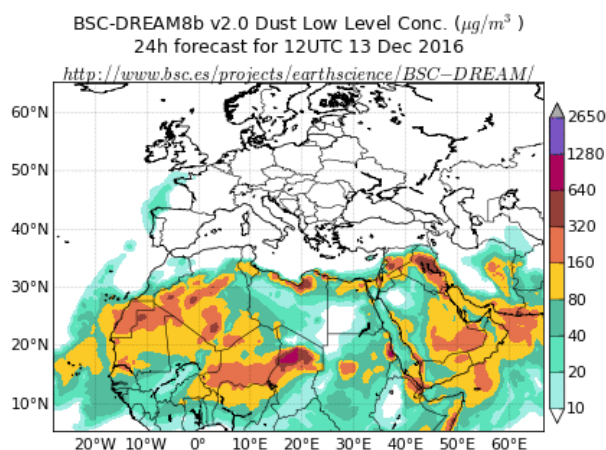 BSC-DREAM8b v2.0 Dust Low Level Conc. (μg/m³ )
24h forecast for 12UTC 13 Dec 2016
http://www.bsc.es/projects/earthscience/BSC−DREAM/
60°N
50°N
40°N
30°N
20°N
10°N
20°W
10°W
0°
10°E
20°E
30°E
40°E
50°E
60°E
2650
1280
640
320
160
80
40
20
10